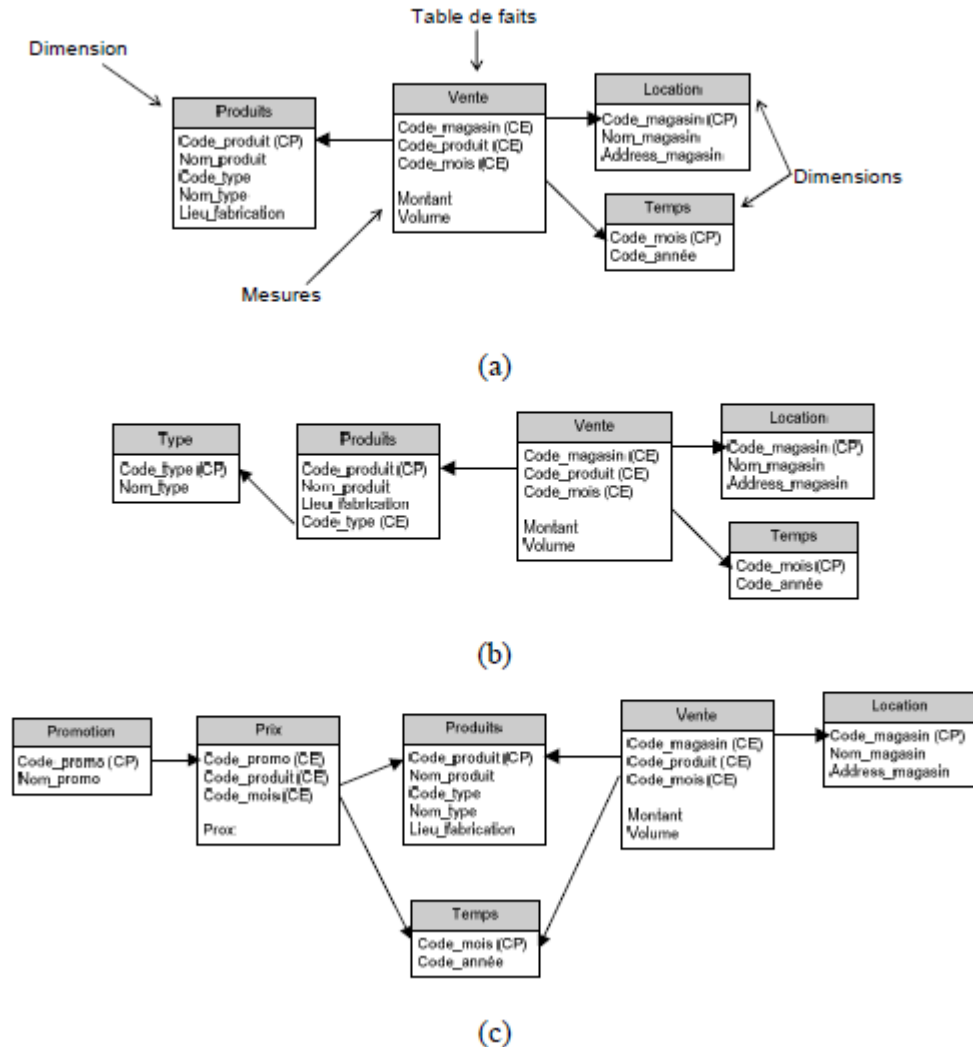 Table de faits
Dimension
Produits
Code_produit (CP)
Nom_produit
Code_type
Nom_type
Lieu_fabrication
Vente
Code_magasin (CE)
Code_produit (CE)
Code_mois (CE)
Montant
Volume
Location
Code_magasin (CP)
Nom_magasin
Address_magasin
Dimensions
Temps
Code_mois (CP)
Code_année
Mesures
(a)
Type
Code_type (CP)
Nom_type
Produits
Code_produit (CP)
Nom_produit
Lieu_fabrication
Code_type (CE)
Vente
Code_magasin (CE)
Code_produit (CE)
Code_mois (CE)
Montant
Volume
Location
Code_magasin (CP)
Nom_magasin
Address_magasin
Temps
Code_mois (CP)
Code_année
(b)
Promotion
Code_promo (CP)
Nom_promo
Prix
Code_promo (CE)
Code_produit (CE)
Code_mois (CE)
Prox
Produits
Code_produit (CP)
Nom_produit
Code_type
Nom_type
Lieu_fabrication
Vente
Code_magasin (CE)
Code_produit (CE)
Code_mois (CE)
Montant
Volume
Location
Code_magasin (CP)
Nom_magasin
Address_magasin
Temps
Code_mois (CP)
Code_année
(c)